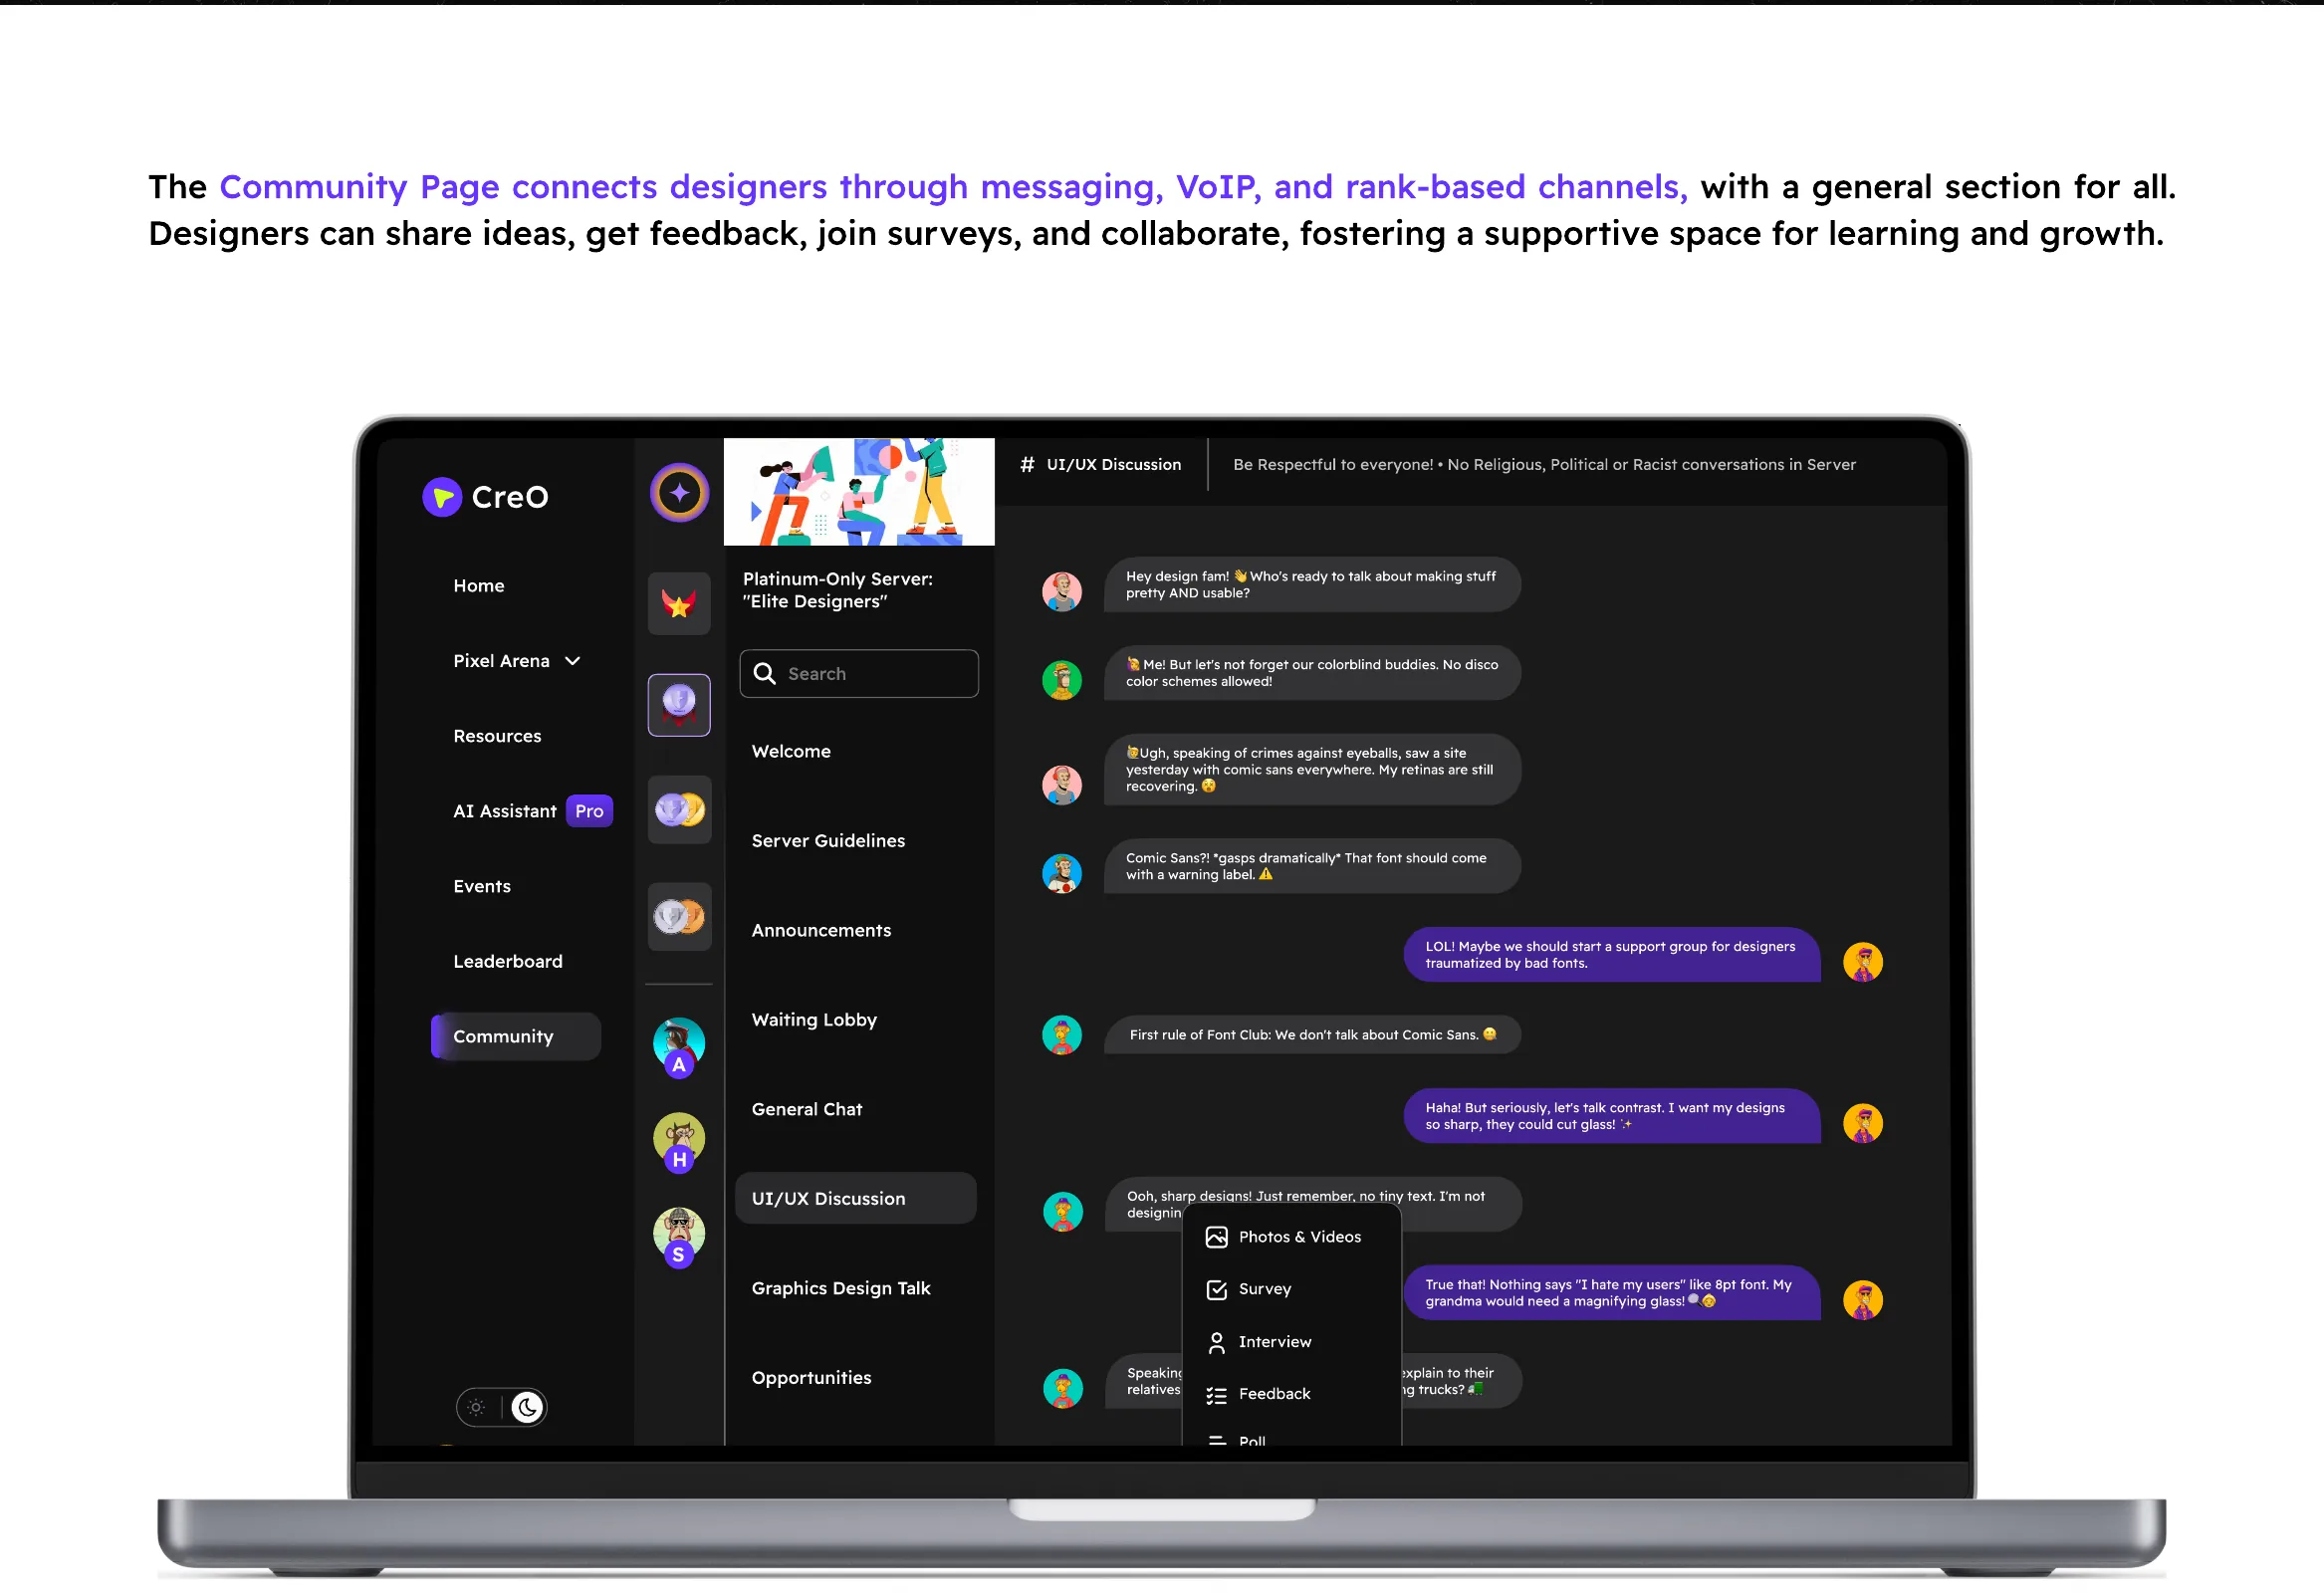 The Community Page connects designers through messaging, VoIP, and rank-based channels, with a general section for all.
Designers can share ideas, get feedback, join surveys, and collaborate, fostering a supportive space for learning and growth.
CreO
Home
Pixel Arena
Resources
AI Assistant Pro
Events
Leaderboard
Community
A
H
S
Platinum-Only Server:
"Elite Designers"
Search
Welcome
Server Guidelines
Announcements
Waiting Lobby
General Chat
UI/UX Discussion
Graphics Design Talk
Opportunities
# UI/UX Discussion
Be Respectful to everyone! • No Religious, Political or Racist conversations in Server
Hey design fam! 👋 Who's ready to talk about making stuff
pretty AND usable?
Me! But let's not forget our colorblind buddies. No disco
color schemes allowed!
Ugh, speaking of crimes against eyeballs, saw a site
yesterday with comic sans everywhere. My retinas are still
recovering. 😵
Comic Sans?! *gasps dramatically* That font should come
with a warning label. ⚠️
LOL! Maybe we should start a support group for designers
traumatized by bad fonts.
First rule of Font Club: We don't talk about Comic Sans.
Haha! But seriously, let's talk contrast. I want my designs
so sharp, they could cut glass! ✨
Ooh, sharp designs! Just remember, no tiny text. I'm not
designin
True that! Nothing says "I hate my users" like 8pt font. My
grandma would need a magnifying glass! 🔍👵
Speaking explain to their
relatives g trucks?
Photos & Videos
Survey
Interview
Feedback
Poll